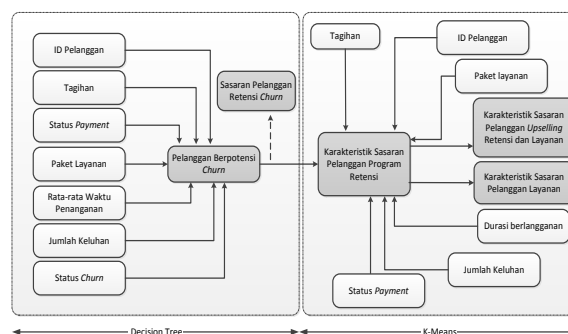 ID Pelanggan
Tagihan
Status Payment
Paket Layanan
Rata-rata Waktu
Penanganan
Jumlah Keluhan
Status Churn
Sasaran Pelanggan
Retensi Churn
Pelanggan Berpotensi
Churn
Decision Tree
Tagihan
ID Pelanggan
Paket layanan
Karakteristik Sasaran
Pelanggan Program
Retensi
Karakteristik Sasaran
Pelanggan Upselling
Retensi dan Layanan
Karakteristik Sasaran
Pelanggan Layanan
Durasi berlangganan
Jumlah Keluhan
Status Payment
K-Means